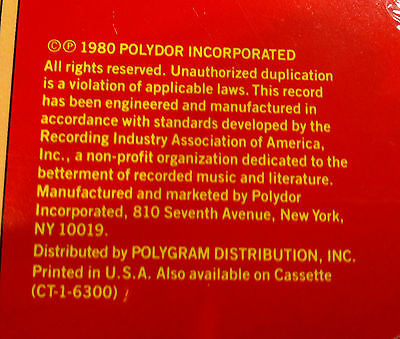 ©℗ 1980 POLYDOR INCORPORATED
All rights reserved. Unauthorized duplication
is a violation of applicable laws. This record
has been engineered and manufactured in
accordance with standards developed by the
Recording Industry Association of America,
Inc., a non-profit organization dedicated to the
betterment of recorded music and literature.
Manufactured and marketed by Polydor
Incorporated, 810 Seventh Avenue, New York,
NY 10019.
Distributed by POLYGRAM DISTRIBUTION, INC.
Printed in U.S.A. Also available on Cassette
(CT-1-6300)